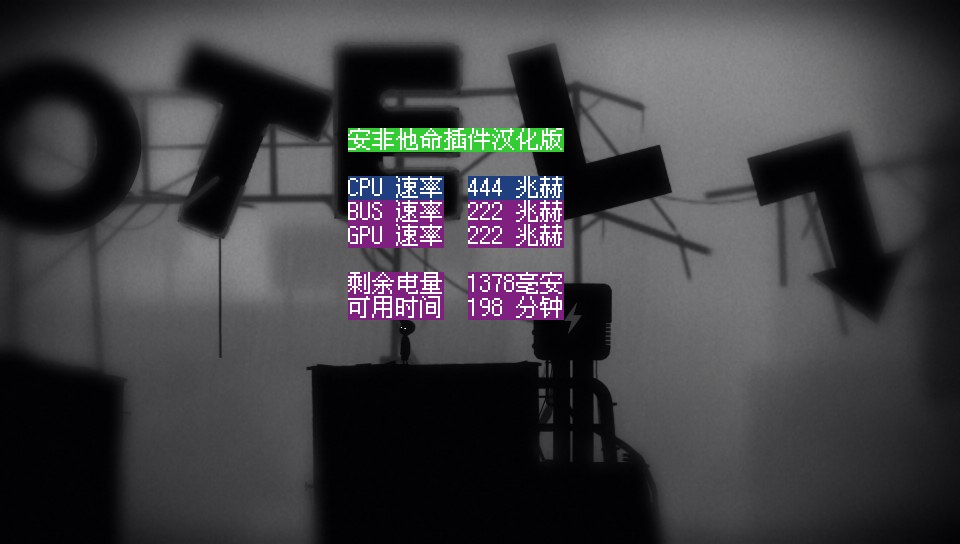 OTEL
安非他命插件汉化版
CPU 速率 444 兆赫
BUS 速率 222 兆赫
GPU 速率 222 兆赫
剩余电量 1378毫安
可用时间 198 分钟